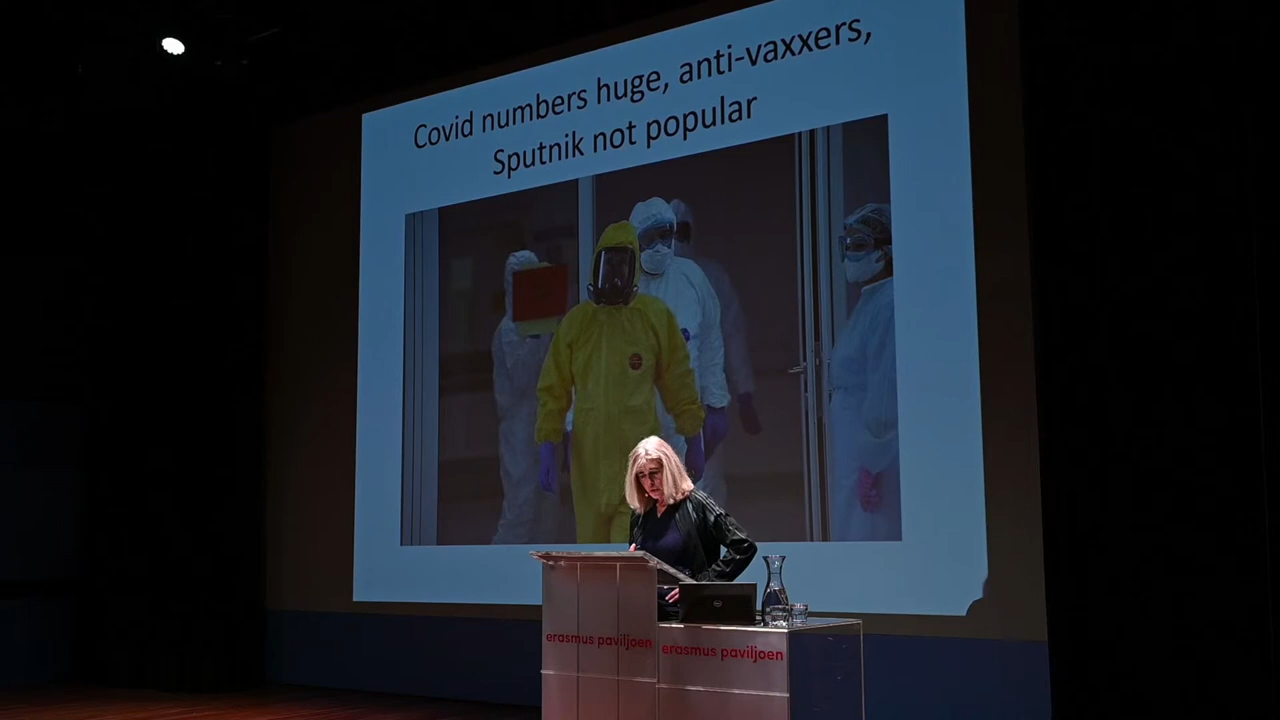 Covid numbers huge, anti-vaxxers,
Sputnik not popular
erasmus paviljoen
erasmus paviljoen